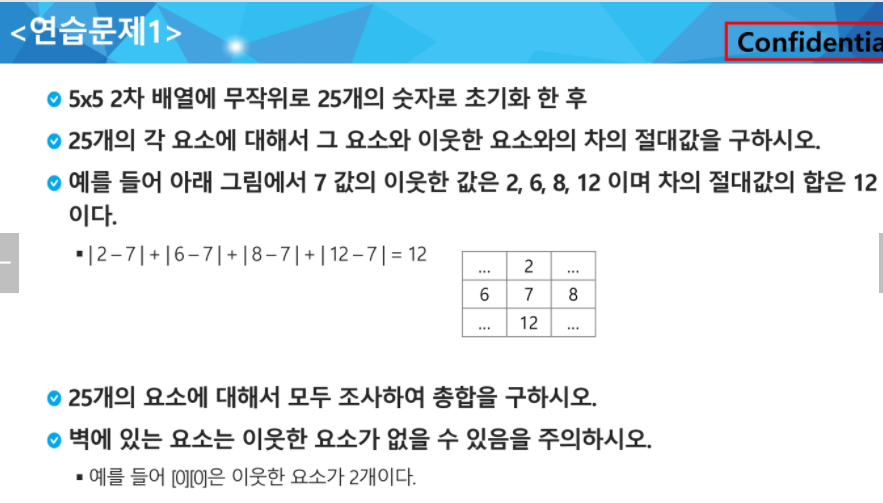 <연습문제1>
Confidentia
5x5 2차 배열에 무작위로 25개의 숫자로 초기화 한 후
25개의 각 요소에 대해서 그 요소와 이웃한 요소와의 차의 절대값을 구하시오.
예를 들어 아래 그림에서 7 값의 이웃한 값은 2, 6, 8, 12 이며 차의 절대값의 합은 12
이다.
▪ | 2 – 7 | + | 6 – 7 | + | 8 – 7 | + | 12 – 7 | = 12
... 2 ...
6 7 8
... 12 ...
25개의 요소에 대해서 모두 조사하여 총합을 구하시오.
벽에 있는 요소는 이웃한 요소가 없을 수 있음을 주의하시오.
▪ 예를 들어 [0][0]은 이웃한 요소가 2개이다.